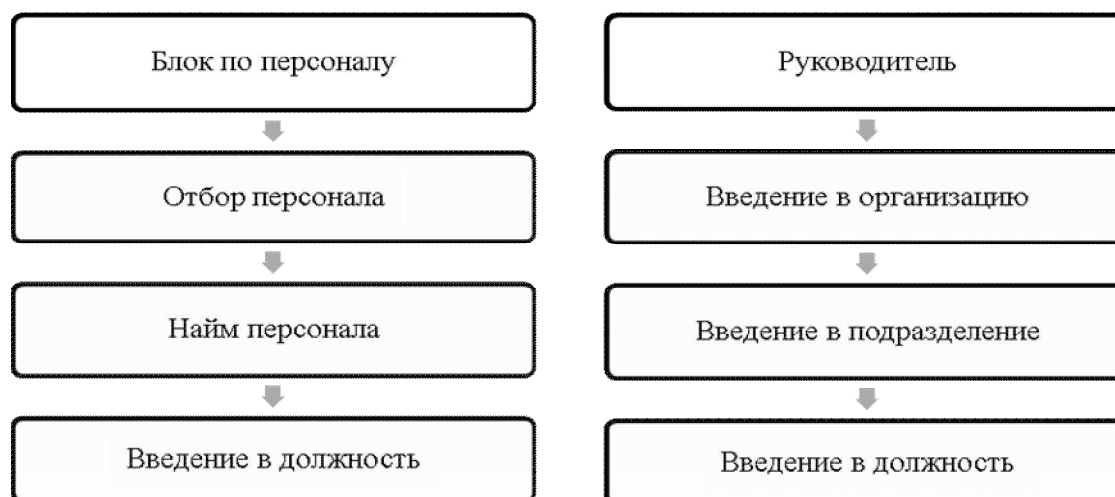 Блок по персоналу
Отбор персонала
Найм персонала
Введение в должность
Руководитель
Введение в организацию
Введение в подразделение
Введение в должность